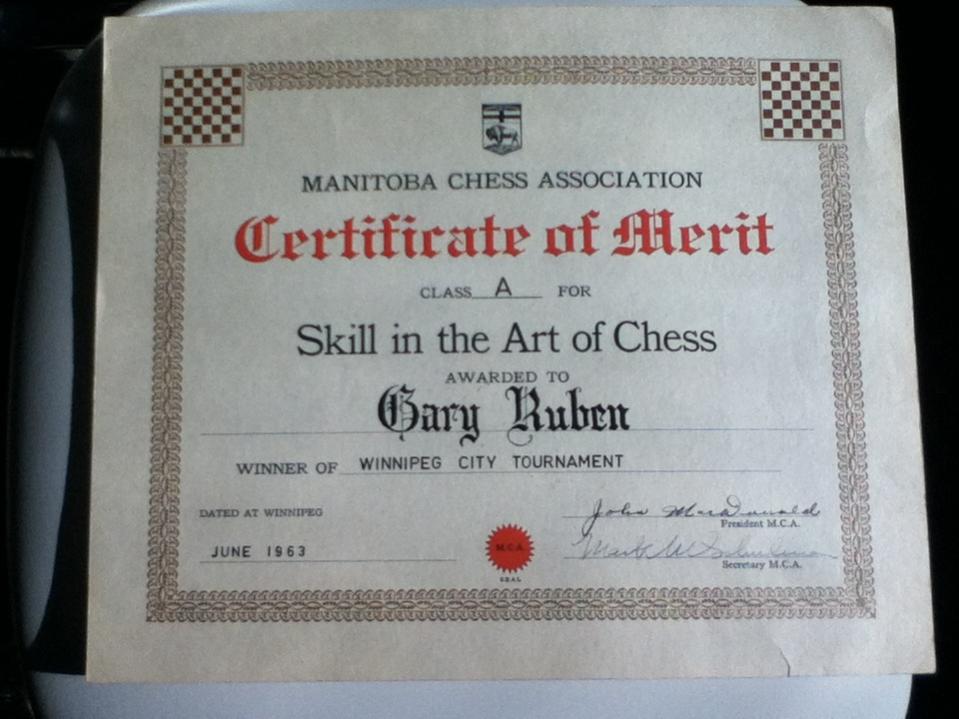 MANITOBA CHESS ASSOCIATION
Certificate of Merit
CLASS A FOR
Skill in the Art of Chess
AWARDED TO
Gary Ruben
WINNER OF WINNIPEG CITY TOURNAMENT
DATED AT WINNIPEG
John MacDonald
President M.C.A.
JUNE 1963
M.C.A.
SEAL
Mark
Secretary M.C.A.